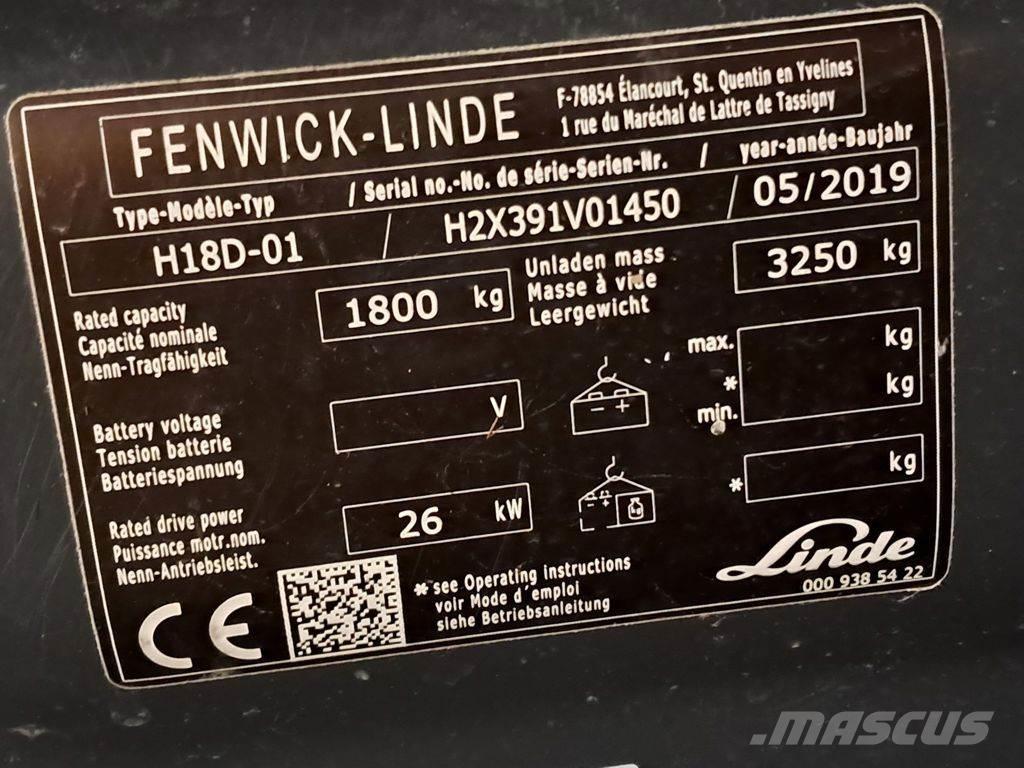 FENWICK-LINDE
F-78854 Élancourt, St. Quentin en Yvelines
1 rue du Maréchal de Lattre de Tassigny
Type-Modèle-Typ / Serial no.-No. de série-Serien-Nr. / year-année-Baujahr
H18D-01 / H2X391V01450 / 05/2019
Rated capacity
Capacité nominale
Nenn-Tragfähigkeit
1800 kg
Unladen mass
Masse à vide
Leergewicht
3250 kg
Battery voltage
Tension batterie
Batteriespannung
V
- +
max. kg
* kg
min.
Rated drive power
Puissance motr.nom.
Nenn-Antriebsleist.
26 kW
* kg
CE
* see Operating instructions
voir Mode d'emploi
siehe Betriebsanleitung
Linde
000 938 54 22
.MASCUS